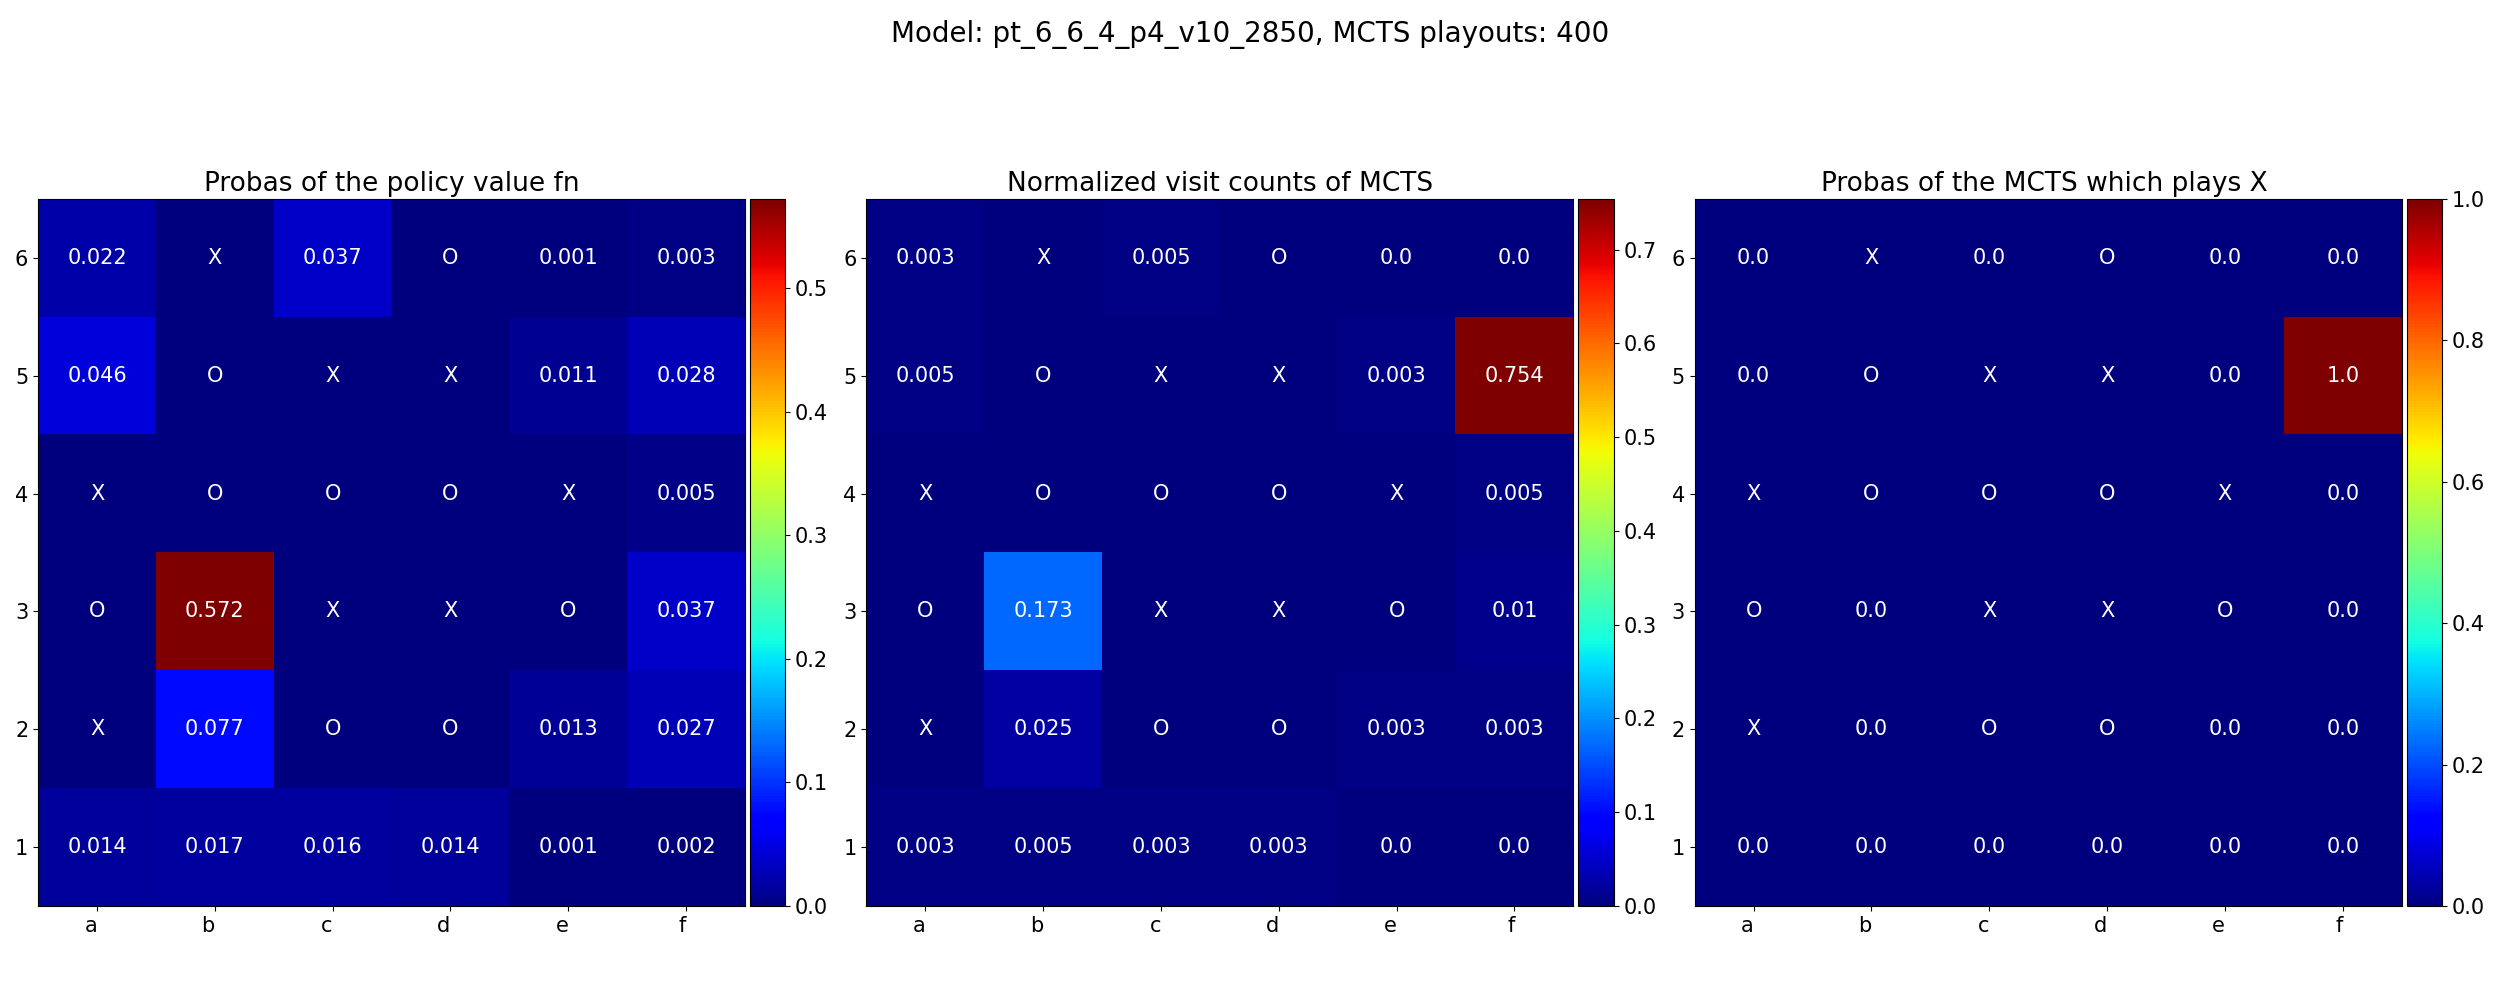 Model: pt_6_6_4_p4_v10_2850, MCTS playouts: 400
Probas of the policy value fn
6 0.022 X 0.037 O 0.001 0.003
5 0.046 O X X 0.011 0.028
4 X O O O X 0.005
3 O 0.572 X X O 0.037
2 X 0.077 O O 0.013 0.027
1 0.014 0.017 0.016 0.014 0.001 0.002
a b c d e f
0.5
0.4
0.3
0.2
0.1
0.0
Normalized visit counts of MCTS
6 0.003 X 0.005 O 0.0 0.0
5 0.005 O X X 0.003 0.754
4 X O O O X 0.005
3 O 0.173 X X O 0.01
2 X 0.025 O O 0.003 0.003
1 0.003 0.005 0.003 0.003 0.0 0.0
a b c d e f
0.7
0.6
0.5
0.4
0.3
0.2
0.1
0.0
Probas of the MCTS which plays X
6 0.0 X 0.0 O 0.0 0.0
5 0.0 O X X 0.0 1.0
4 X O O O X 0.0
3 O 0.0 X X O 0.0
2 X 0.0 O O 0.0 0.0
1 0.0 0.0 0.0 0.0 0.0 0.0
a b c d e f
1.0
0.8
0.6
0.4
0.2
0.0